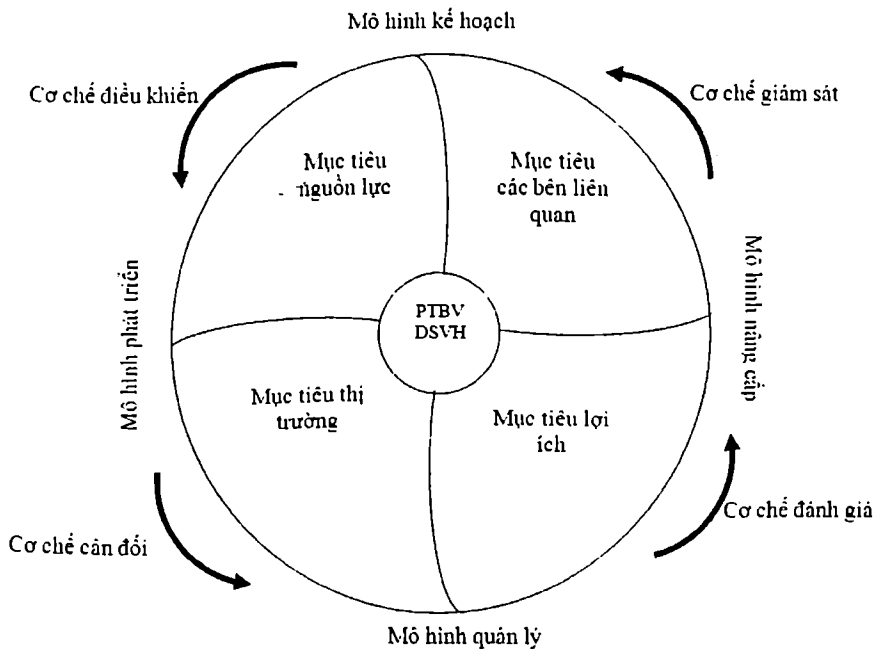 Mô hình kế hoạch
Cơ chế điều khiển
Cơ chế giám sát
Mục tiêu
nguồn lực
Mục tiêu
các bên liên
quan
Mô hình phát triển
PTBV
DSVH
Mô hình nâng cấp
Mục tiêu thị
trường
Mục tiêu lợi
ích
Cơ chế cân đối
Cơ chế đánh giá
Mô hình quản lý